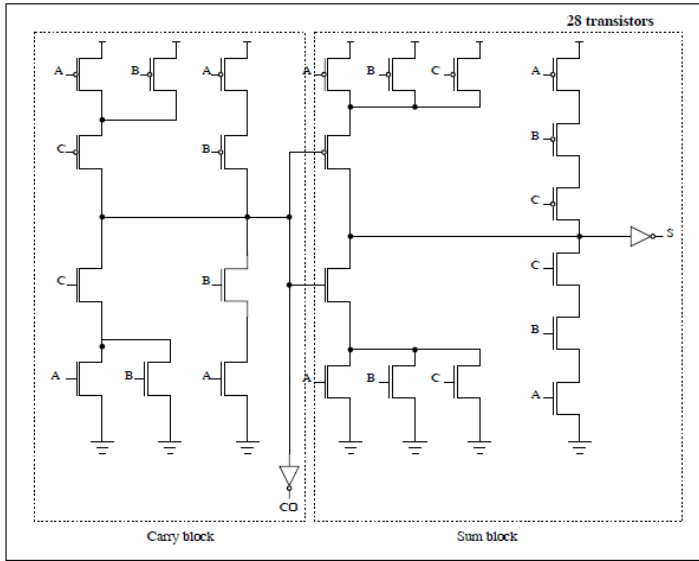 28 transistors
A B A A B C A
C B B
C
S
C B C
B
A B A A B C A
CO
Carry block Sum block